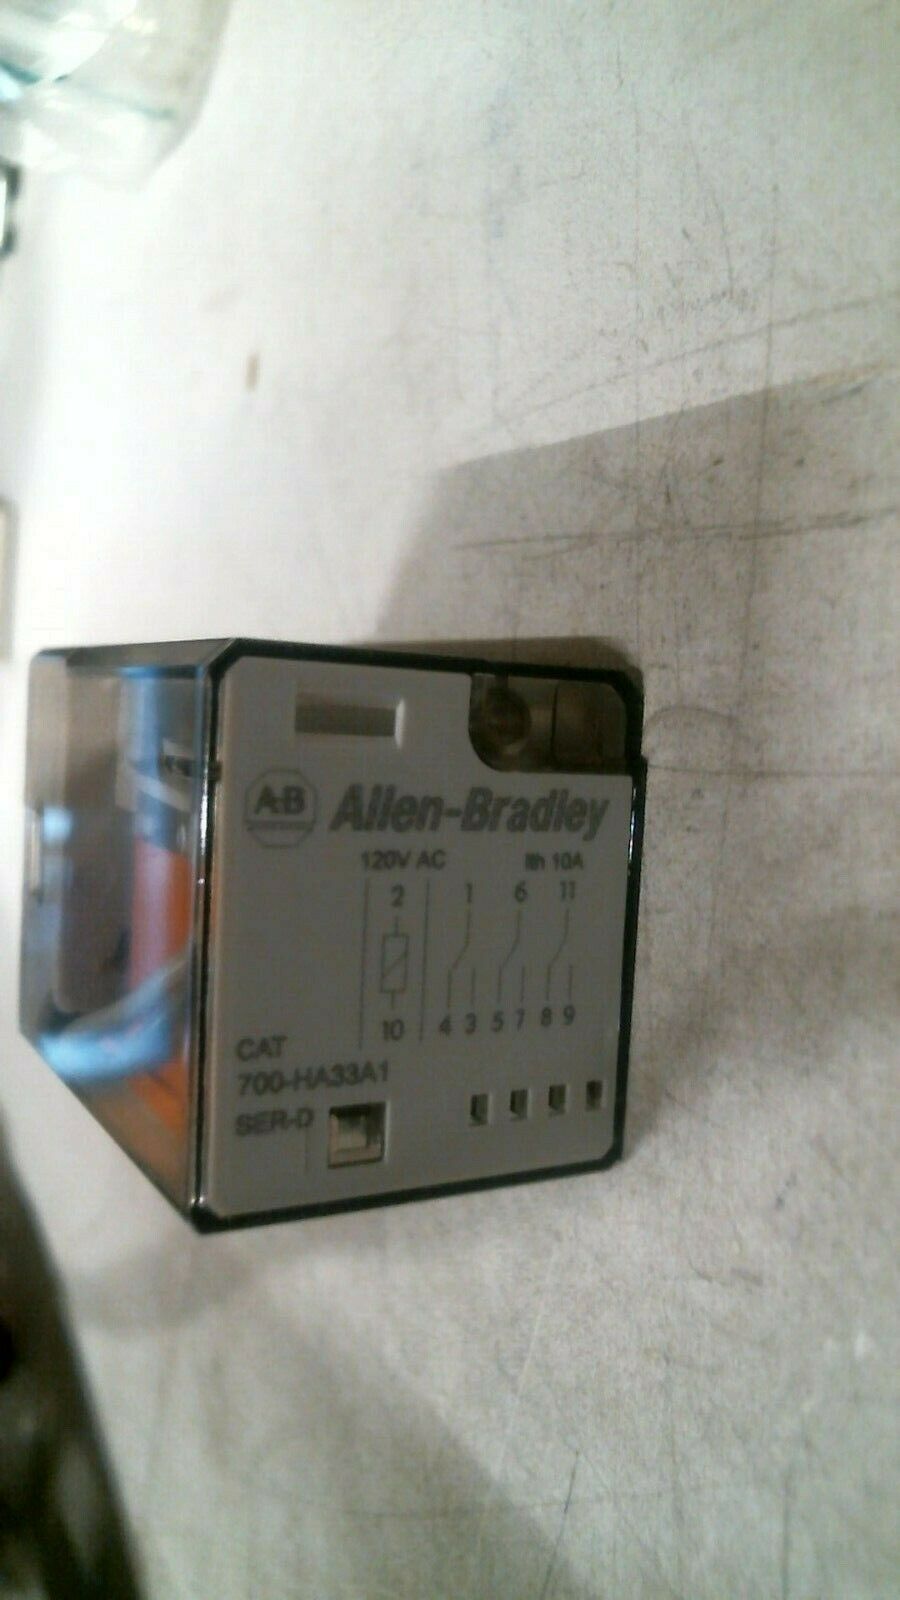 A-B Allen-Bradley
120V AC Ith 10A
2 1 6 11
10 4 3 5 7 8 9
CAT
700-HA33A1
SER-D